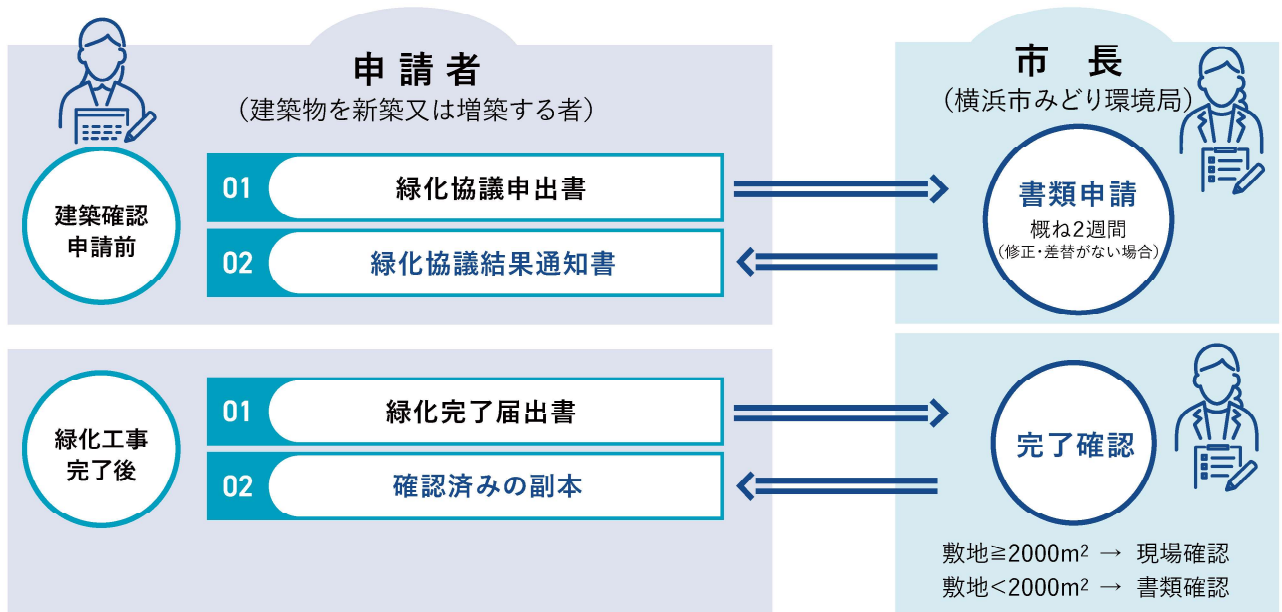 申請者
（建築物を新築又は増築する者）
市 長
（横浜市みどり環境局）
建築確認
申請前
01 緑化協議申出書
02 緑化協議結果通知書
書類申請
概ね2週間
（修正・差替がない場合）
緑化工事
完了後
01 緑化完了届出書
02 確認済みの副本
完了確認
敷地≧2000m² → 現場確認
敷地<2000m² → 書類確認